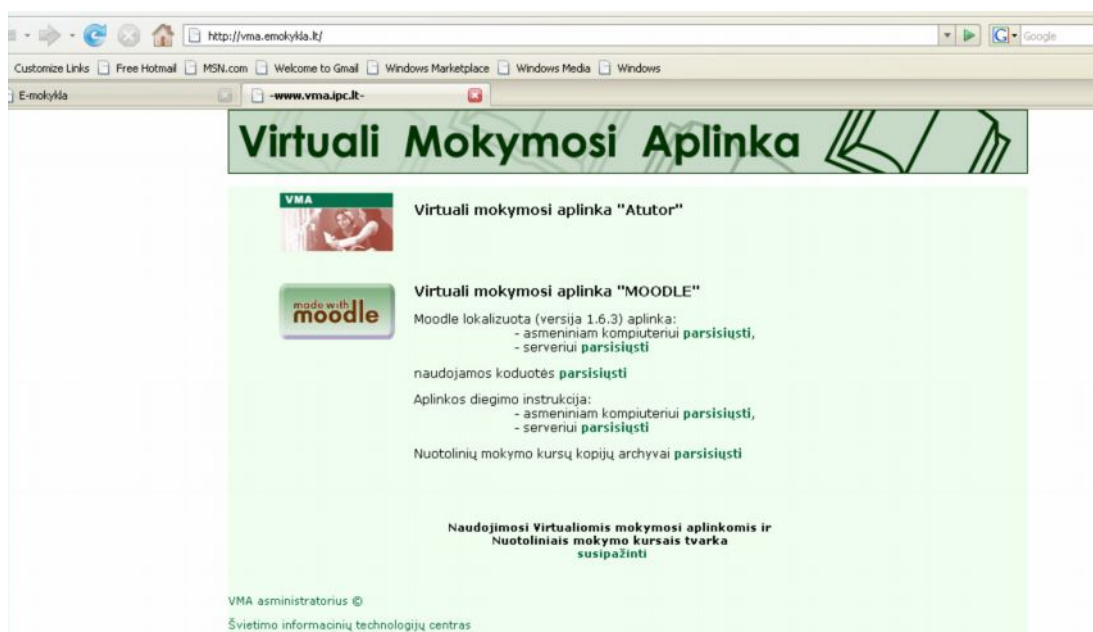 http://vma.emokykla.lt/
Google
Customize Links Free Hotmail MSN.com Welcome to Gmail Windows Marketplace Windows Media Windows
E-mokykla -www.vma.ipc.lt-
Virtuali Mokymosi Aplinka
VMA
Virtuali mokymosi aplinka "Atutor"
made with
moodle
Virtuali mokymosi aplinka "MOODLE"
Moodle lokalizuota (versija 1.6.3) aplinka:
- asmeniniam kompiuteriui parsisiųsti,
- serveriui parsisiųsti
naudojamos koduotės parsisiųsti
Aplinkos diegimo instrukcija:
- asmeniniam kompiuteriui parsisiųsti,
- serveriui parsisiųsti
Nuotolinių mokymo kursų kopijų archyvai parsisiųsti
Naudojimosi Virtualiomis mokymosi aplinkomis ir
Nuotoliniais mokymo kursais tvarka
susipažinti
VMA asministratorius ©
Švietimo informacinių technologijų centras